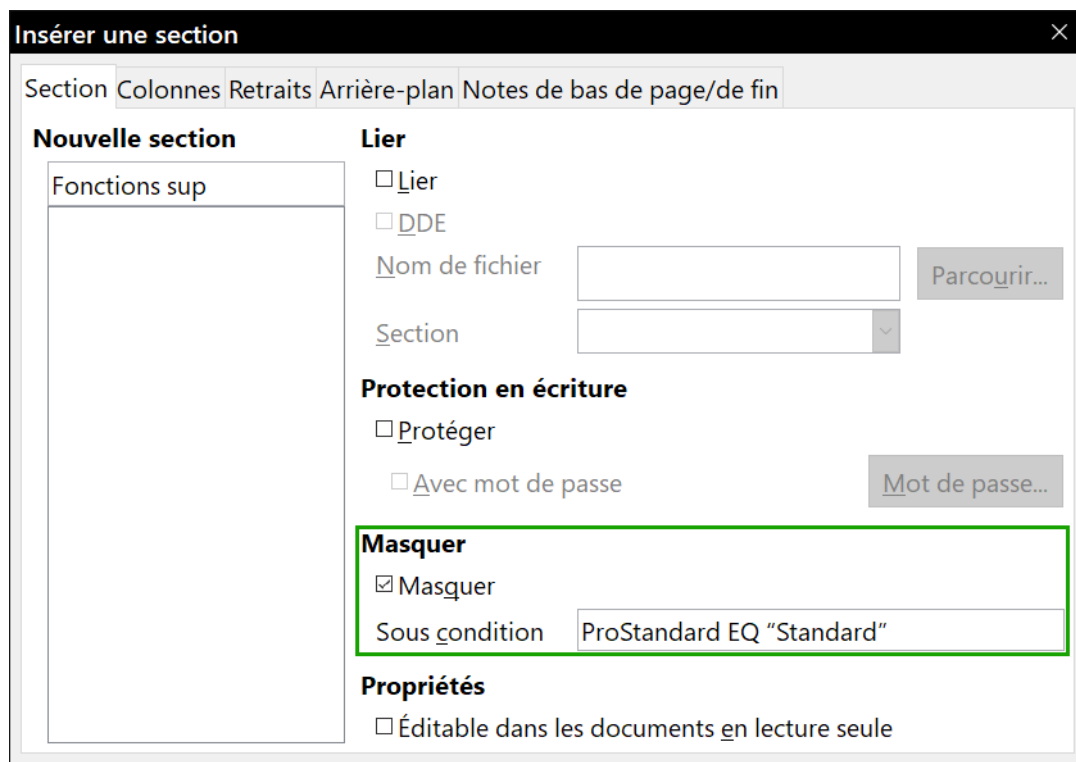 Insérer une section
Section Colonnes Retraits Arrière-plan Notes de bas de page/de fin
Nouvelle section
Fonctions sup
Lier
Lier
DDE
Nom de fichier
Parcourir...
Section
Protection en écriture
Protéger
Avec mot de passe
Mot de passe...
Masquer
Masquer
Sous condition
ProStandard EQ “Standard”
Propriétés
Éditable dans les documents en lecture seule